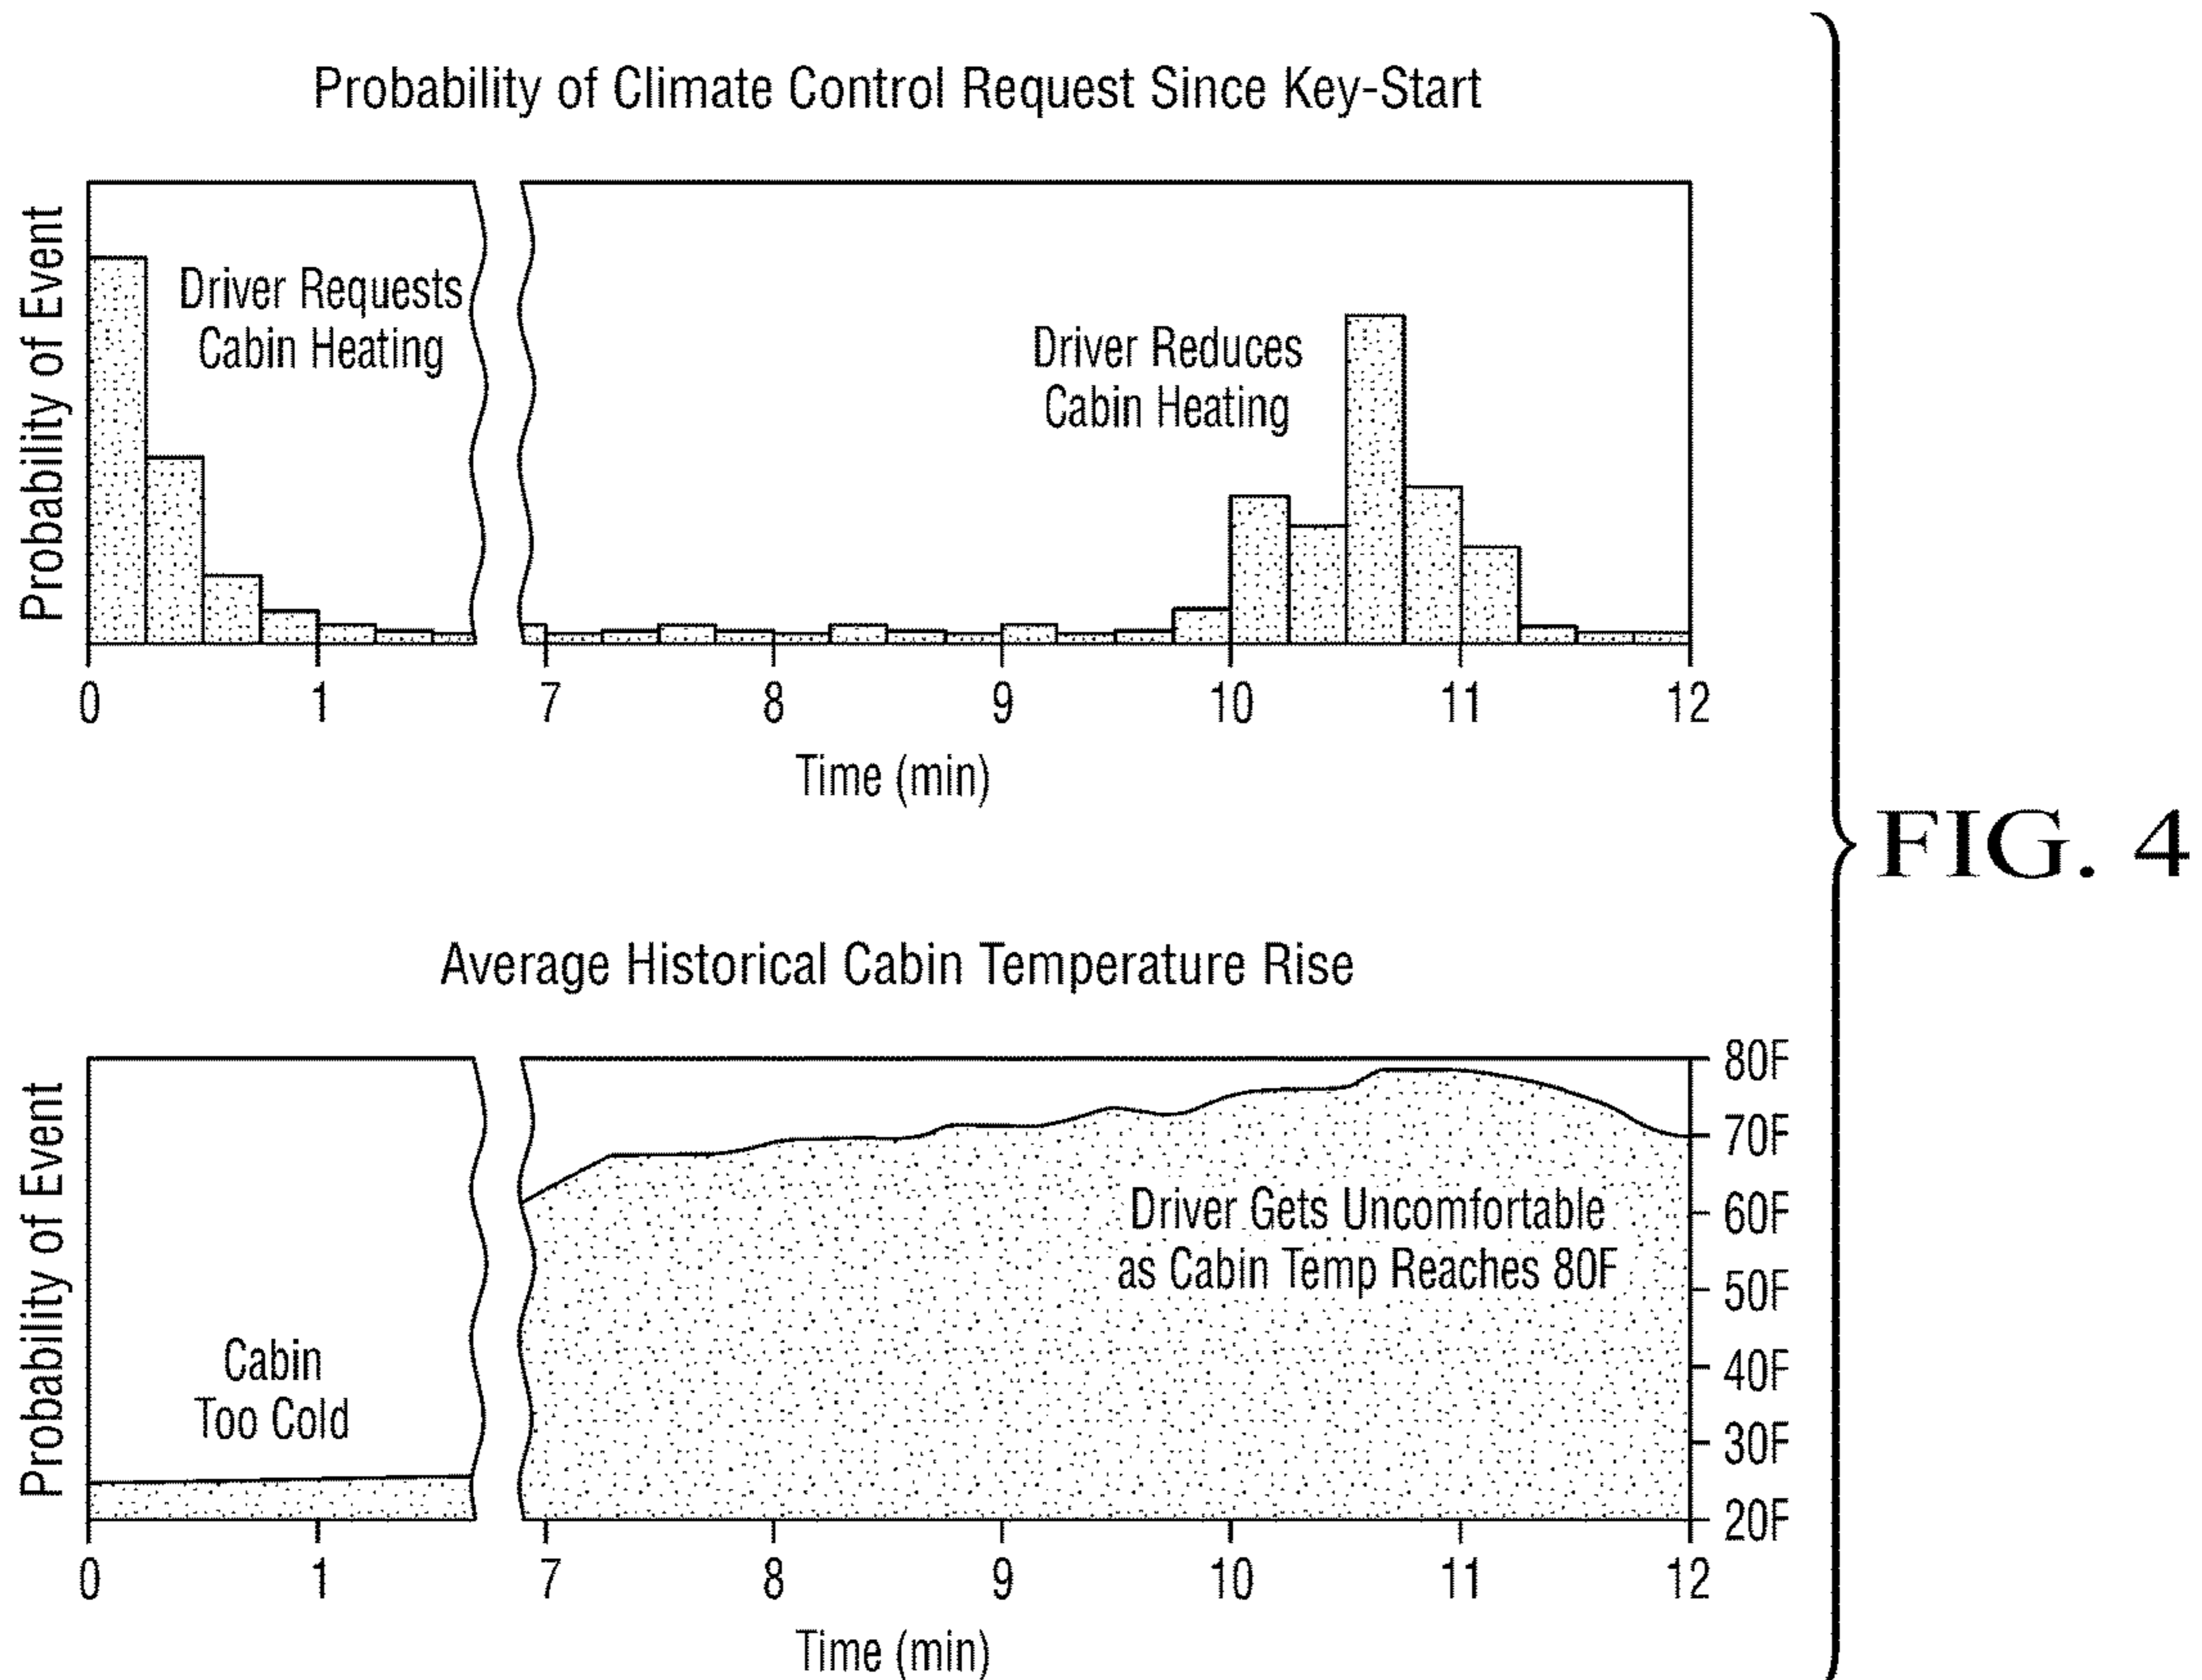 Probability of Climate Control Request Since Key-Start
Probability of Event
Driver Requests
Cabin Heating
Driver Reduces
Cabin Heating
0 1 7 8 9 10 11 12
Time (min)
FIG. 4
Average Historical Cabin Temperature Rise
Probability of Event
Cabin
Too Cold
Driver Gets Uncomfortable
as Cabin Temp Reaches 80F
80F
70F
60F
50F
40F
30F
20F
0 1 7 8 9 10 11 12
Time (min)